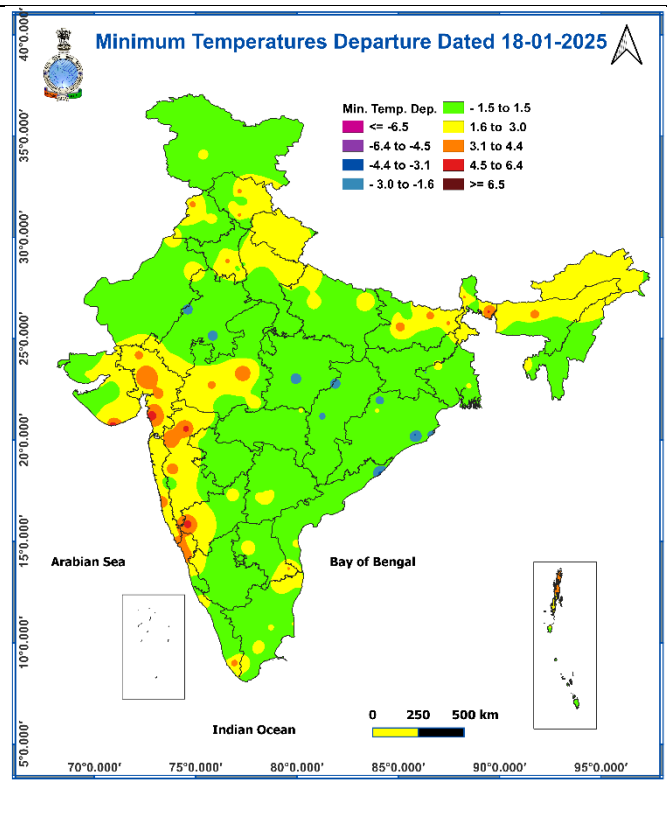 Minimum Temperatures Departure Dated 18-01-2025
Min. Temp. Dep.
<= -6.5
-6.4 to -4.5
-4.4 to -3.1
- 3.0 to -1.6
- 1.5 to 1.5
1.6 to 3.0
3.1 to 4.4
4.5 to 6.4
>= 6.5
40°0.000'
35°0.000'
30°0.000'
25°0.000'
20°0.000'
15°0.000'
10°0.000'
5°0.000'
Arabian Sea
Bay of Bengal
Indian Ocean
0 250 500 km
70°0.000' 75°0.000' 80°0.000' 85°0.000' 90°0.000' 95°0.000'